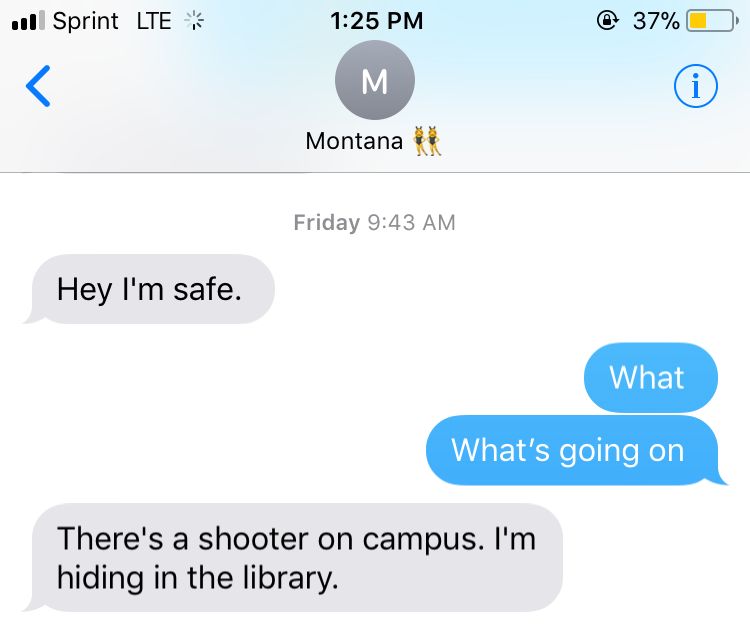 Sprint LTE 1:25 PM 37%
M
Montana 👯
Friday 9:43 AM
Hey I'm safe.
What
What's going on
There's a shooter on campus. I'm
hiding in the library.